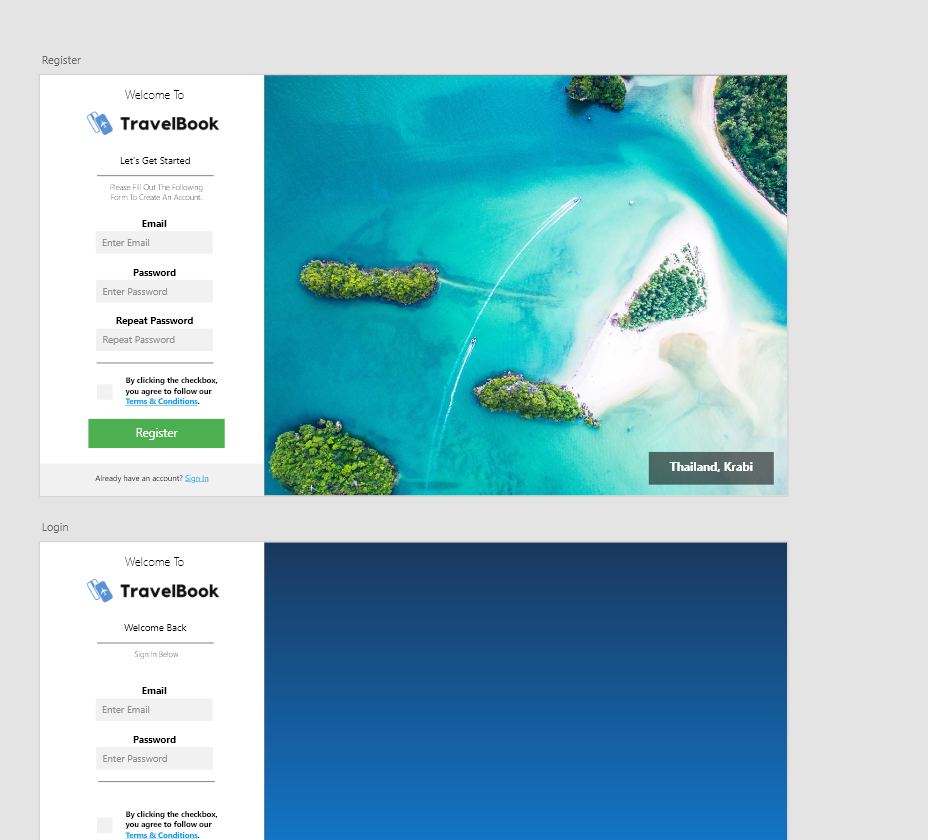 Register
Welcome To
TravelBook
Let's Get Started
Please Fill Out The Following
Form To Create An Account.
Email
Enter Email
Password
Enter Password
Repeat Password
Repeat Password
By clicking the checkbox,
you agree to follow our
Terms & Conditions.
Register
Already have an account? Sign In
Thailand, Krabi
Login
Welcome To
TravelBook
Welcome Back
Sign In Below
Email
Enter Email
Password
Enter Password
By clicking the checkbox,
you agree to follow our
Terms & Conditions.